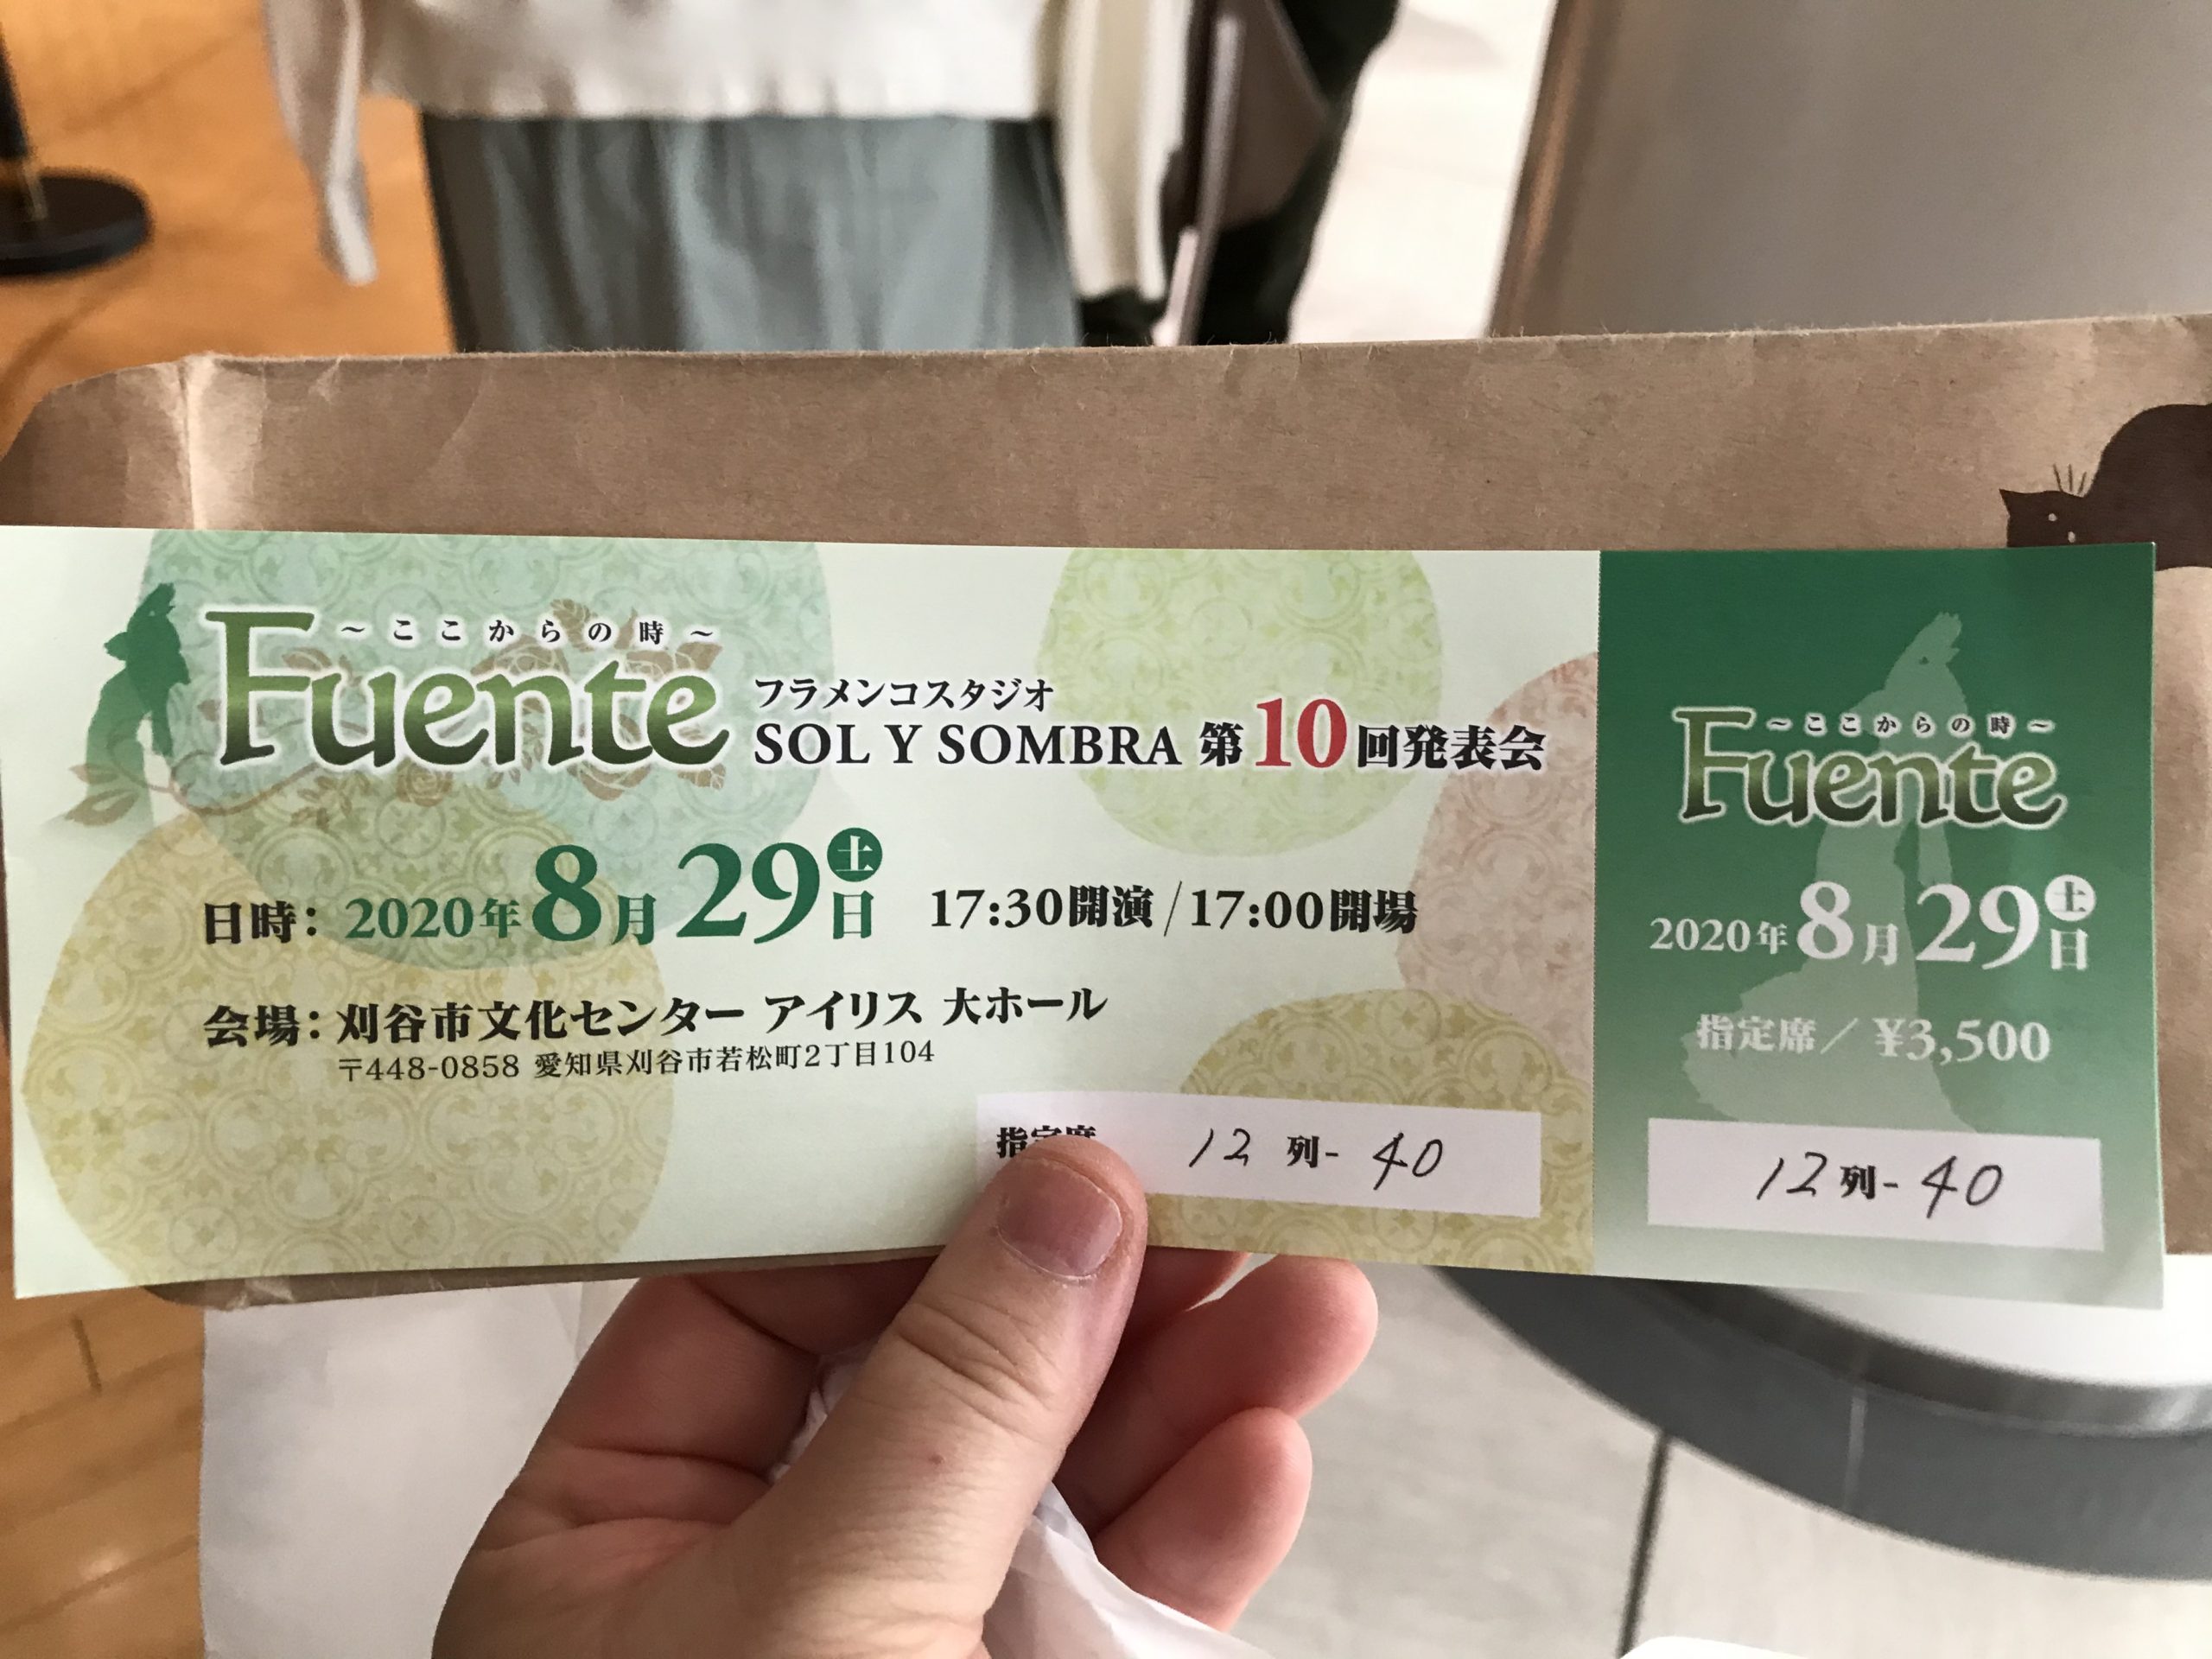 ～ここからの時～
Fuente
フラメンコスタジオ
SOL Y SOMBRA 第10回発表会
日時：2020年8月29日㊏ 17:30開演/17:00開場
会場：刈谷市文化センター アイリス 大ホール
〒448-0858 愛知県刈谷市若松町2丁目104
指定席 12列-40
～ここからの時～
Fuente
2020年8月29日㊏
指定席／¥3,500
12列-40